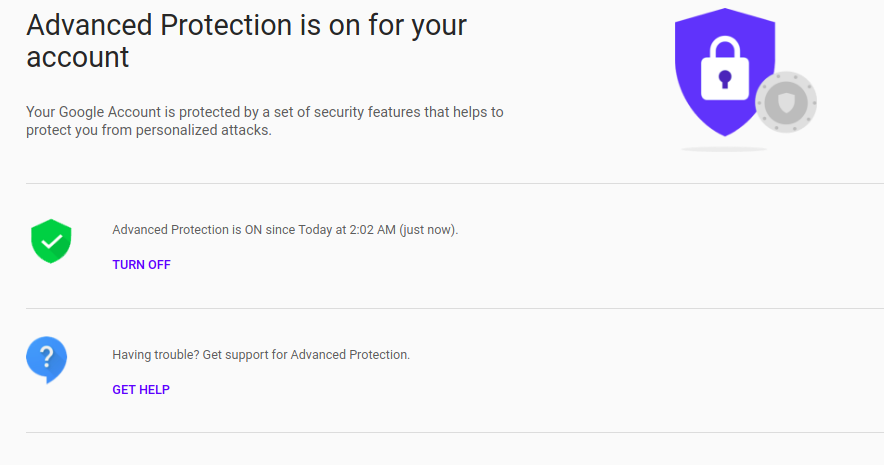 Advanced Protection is on for your
account
Your Google Account is protected by a set of security features that helps to
protect you from personalized attacks.
Advanced Protection is ON since Today at 2:02 AM (just now).
TURN OFF
?
Having trouble? Get support for Advanced Protection.
GET HELP